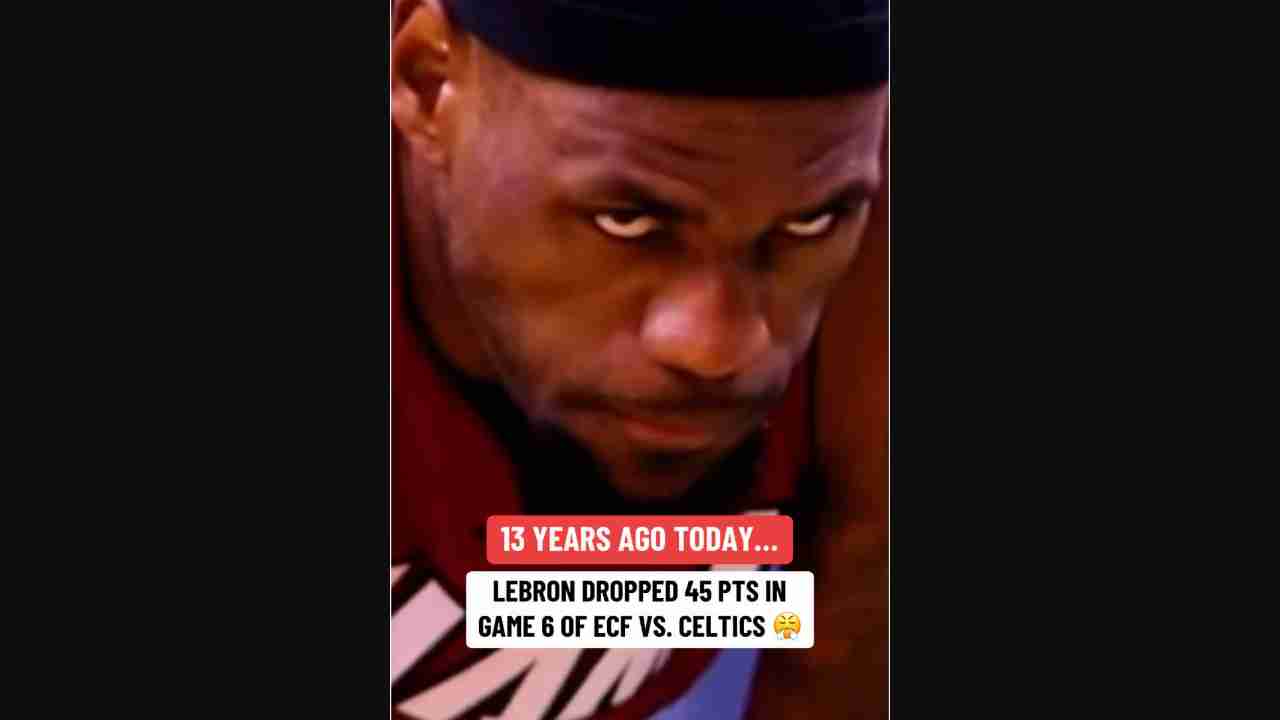 13 YEARS AGO TODAY...
LEBRON DROPPED 45 PTS IN
GAME 6 OF ECF VS. CELTICS 😤